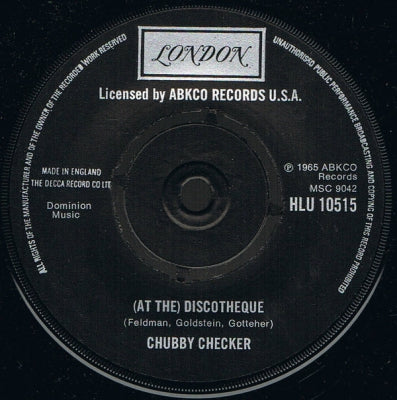 LONDON
Licensed by ABKCO RECORDS U.S.A.
ALL RIGHTS OF THE MANUFACTURER AND OF THE OWNER OF THE RECORDED WORK RESERVED
UNAUTHORISED PUBLIC PERFORMANCE BROADCASTING AND COPYING OF THIS RECORD PROHIBITED
MADE IN ENGLAND
THE DECCA RECORD CO LTD
Dominion
Music
℗ 1965 ABKCO
Records
MSC 9042
HLU 10515
(AT THE) DISCOTHEQUE
(Feldman, Goldstein, Gotteher)
CHUBBY CHECKER